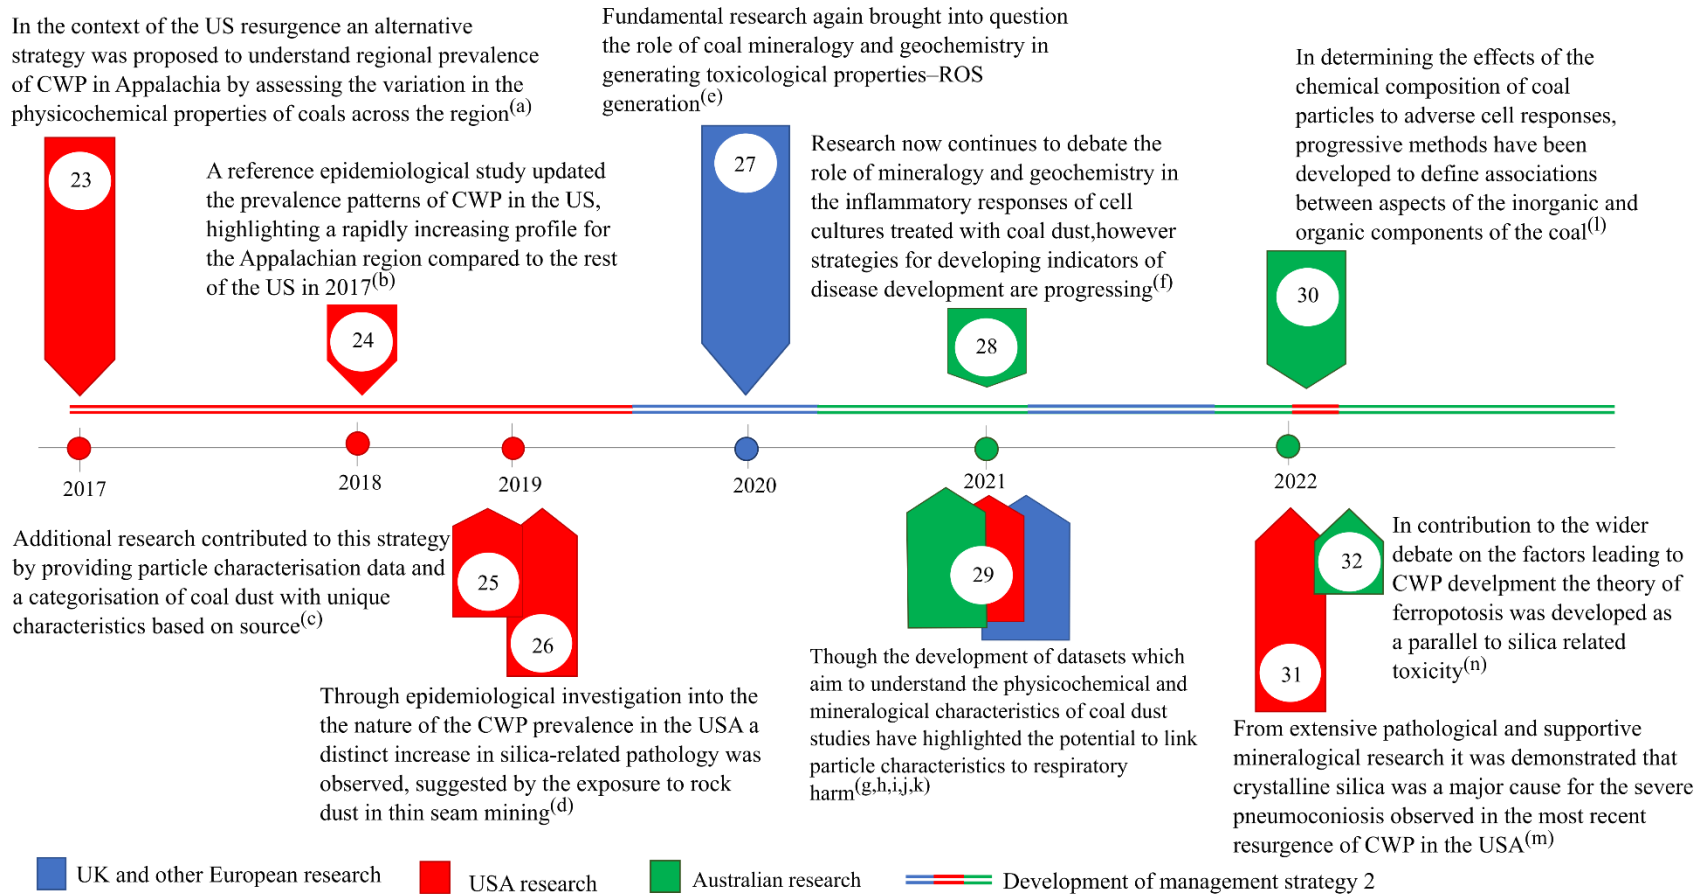 In the context of the US resurgence an alternative
strategy was proposed to understand regional prevalence
of CWP in Appalachia by assessing the variation in the
physicochemical properties of coals across the region(a)
23
A reference epidemiological study updated
the prevalence patterns of CWP in the US,
highlighting a rapidly increasing profile for
the Appalachian region compared to the rest
of the US in 2017(b)
24
Fundamental research again brought into question
the role of coal mineralogy and geochemistry in
generating toxicological properties–ROS
generation(e)
27
Research now continues to debate the
role of mineralogy and geochemistry in
the inflammatory responses of cell
cultures treated with coal dust,however
strategies for developing indicators of
disease development are progressing(f)
28
In determining the effects of the
chemical composition of coal
particles to adverse cell responses,
progressive methods have been
developed to define associations
between aspects of the inorganic and
organic components of the coal(l)
30
2017
2018
2019
2020
2021
2022
Additional research contributed to this strategy
by providing particle characterisation data and
a categorisation of coal dust with unique
characteristics based on source(c)
25
26
Through epidemiological investigation into the
the nature of the CWP prevalence in the USA a
distinct increase in silica-related pathology was
observed, suggested by the exposure to rock
dust in thin seam mining(d)
29
Though the development of datasets which
aim to understand the physicochemical and
mineralogical characteristics of coal dust
studies have highlighted the potential to link
particle characteristics to respiratory
harm(g,h,i,j,k)
31
32
In contribution to the wider
debate on the factors leading to
CWP develpment the theory of
ferropotosis was developed as
a parallel to silica related
toxicity(n)
From extensive pathological and supportive
mineralogical research it was demonstrated that
crystalline silica was a major cause for the severe
pneumoconiosis observed in the most recent
resurgence of CWP in the USA(m)
UK and other European research
USA research
Australian research
Development of management strategy 2